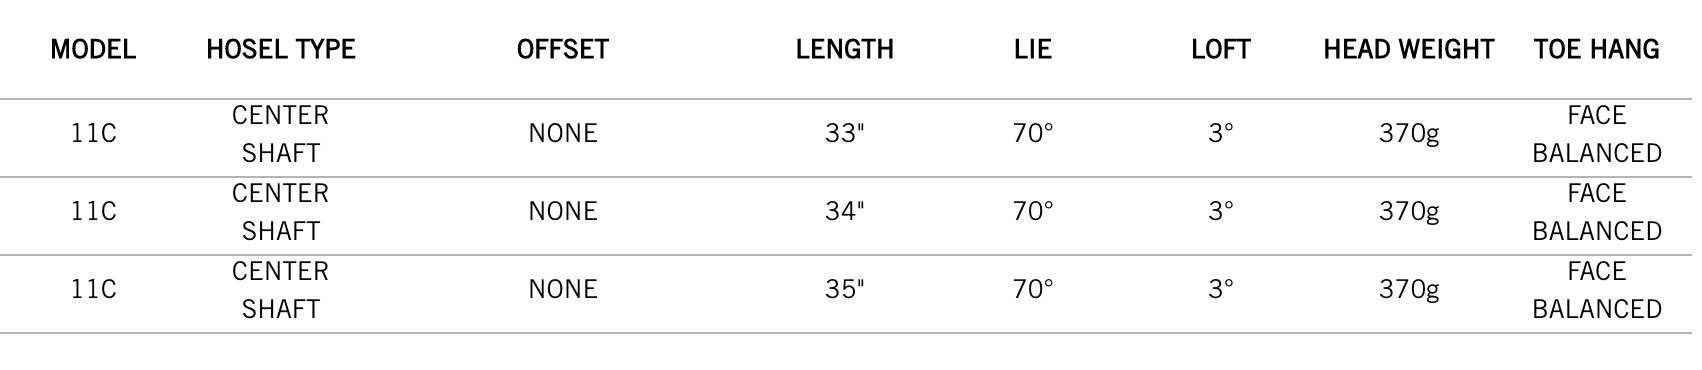 MODEL HOSEL TYPE OFFSET LENGTH LIE LOFT HEAD WEIGHT TOE HANG
11C CENTER SHAFT NONE 33" 70° 3° 370g FACE BALANCED
11C CENTER SHAFT NONE 34" 70° 3° 370g FACE BALANCED
11C CENTER SHAFT NONE 35" 70° 3° 370g FACE BALANCED